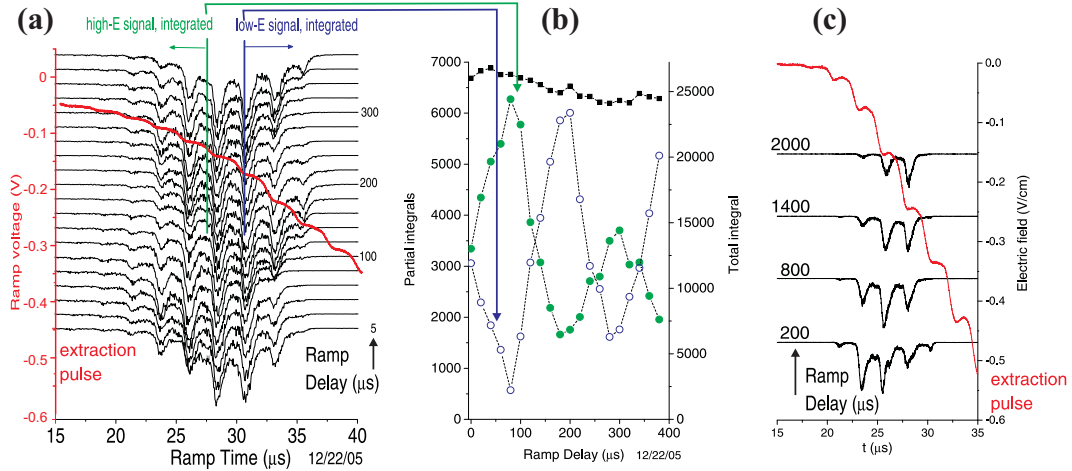 (a)
(b)
(c)
high-E signal, integrated
low-E signal, integrated
Ramp voltage (V)
0
-0.1
-0.2
-0.3
-0.4
-0.5
-0.6
300
200
100
5
extraction
pulse
Ramp
Delay (μs)
15 20 25 30 35 40
Ramp Time (μs)
12/22/05
Partial integrals
7000
6000
5000
4000
3000
2000
1000
0
0 100 200 300 400
Ramp Delay (μs)
12/22/05
Total integral
25000
20000
15000
10000
5000
0
2000
1400
800
200
Ramp
Delay (μs)
extraction
pulse
Electric field (V/cm)
0,0
-0,1
-0,2
-0,3
-0,4
-0,5
-0,6
15 20 25 30 35
t (μs)